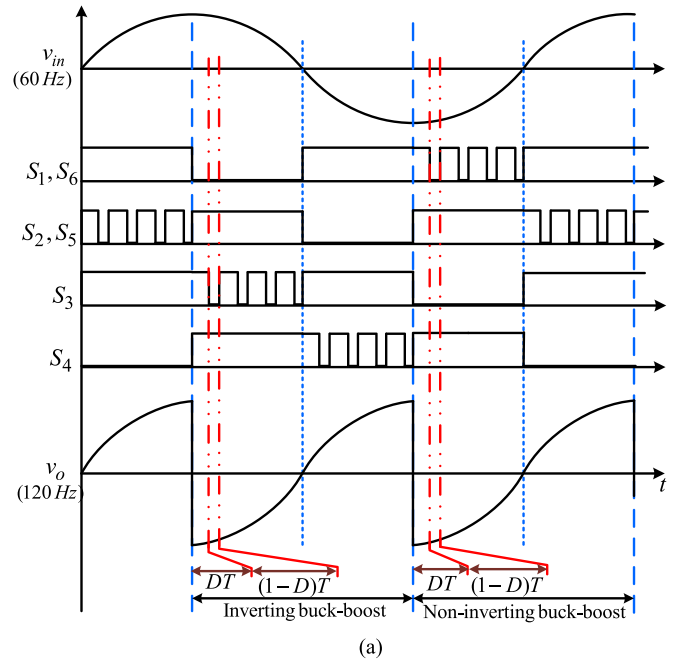 v_in
(60 Hz)
S_1, S_6
S_2, S_5
S_3
S_4
v_o
(120 Hz)
t
DT
(1−D)T
DT
(1−D)T
Inverting buck-boost
Non-inverting buck-boost
(a)